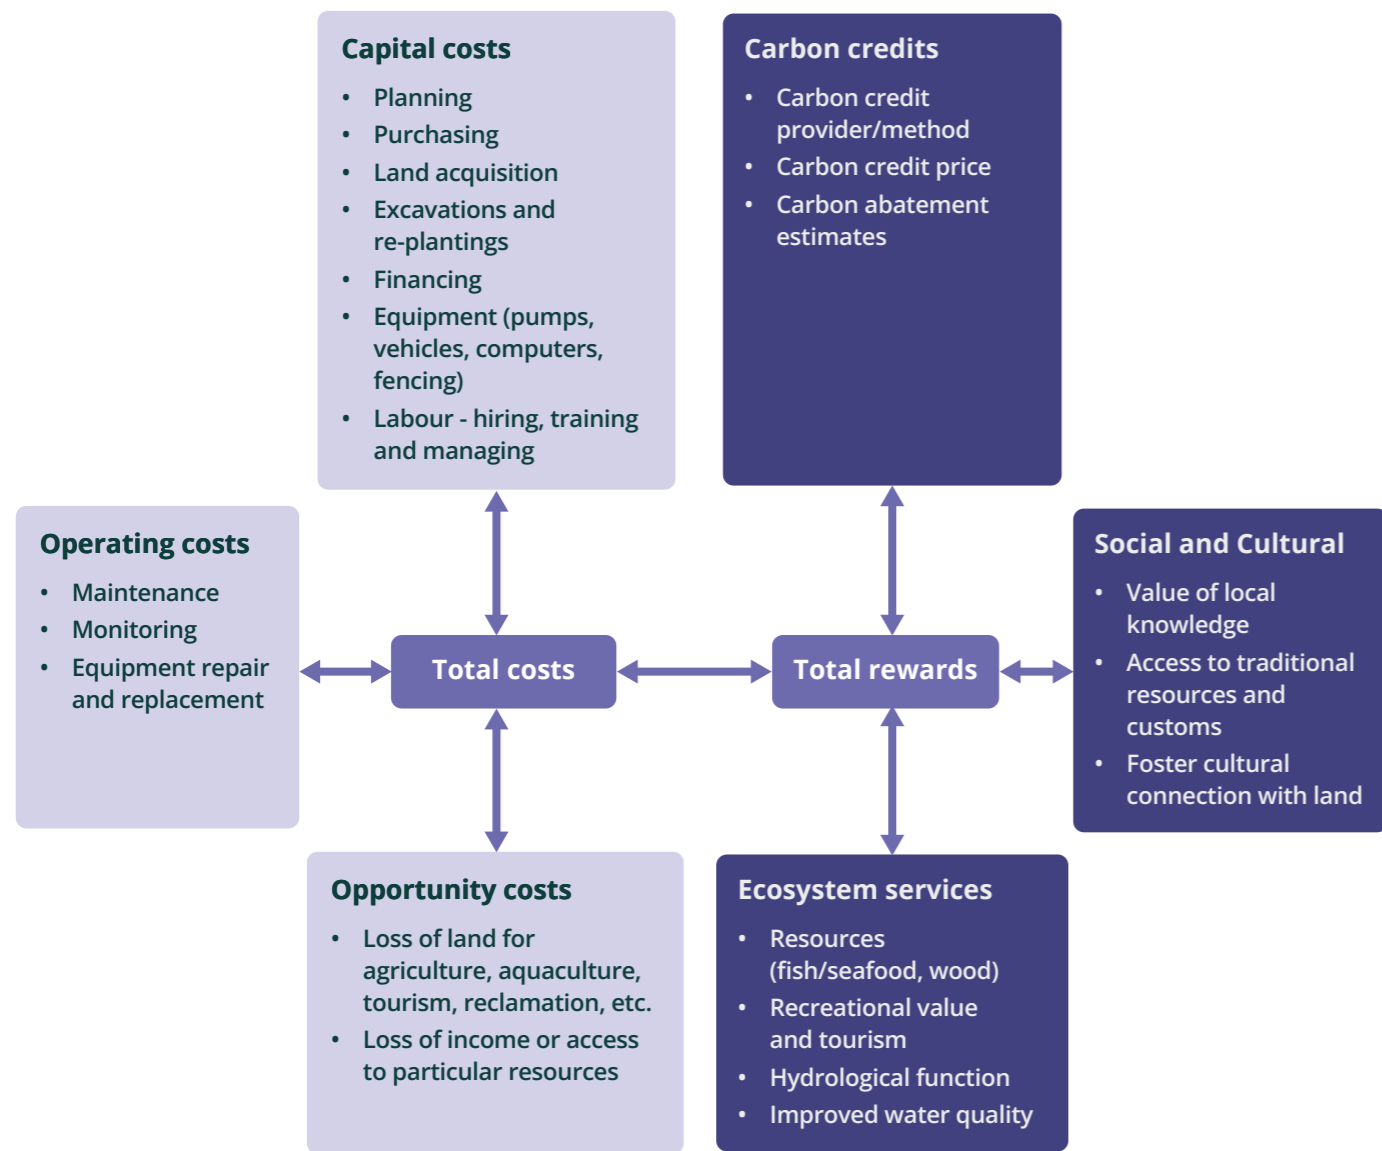 Capital costs
• Planning
• Purchasing
• Land acquisition
• Excavations and
re-plantings
• Financing
• Equipment (pumps,
vehicles, computers,
fencing)
• Labour - hiring, training
and managing
Carbon credits
• Carbon credit
provider/method
• Carbon credit price
• Carbon abatement
estimates
Operating costs
• Maintenance
• Monitoring
• Equipment repair
and replacement
Total costs
Total rewards
Social and Cultural
• Value of local
knowledge
• Access to traditional
resources and
customs
• Foster cultural
connection with land
Opportunity costs
• Loss of land for
agriculture, aquaculture,
tourism, reclamation, etc.
• Loss of income or access
to particular resources
Ecosystem services
• Resources
(fish/seafood, wood)
• Recreational value
and tourism
• Hydrological function
• Improved water quality